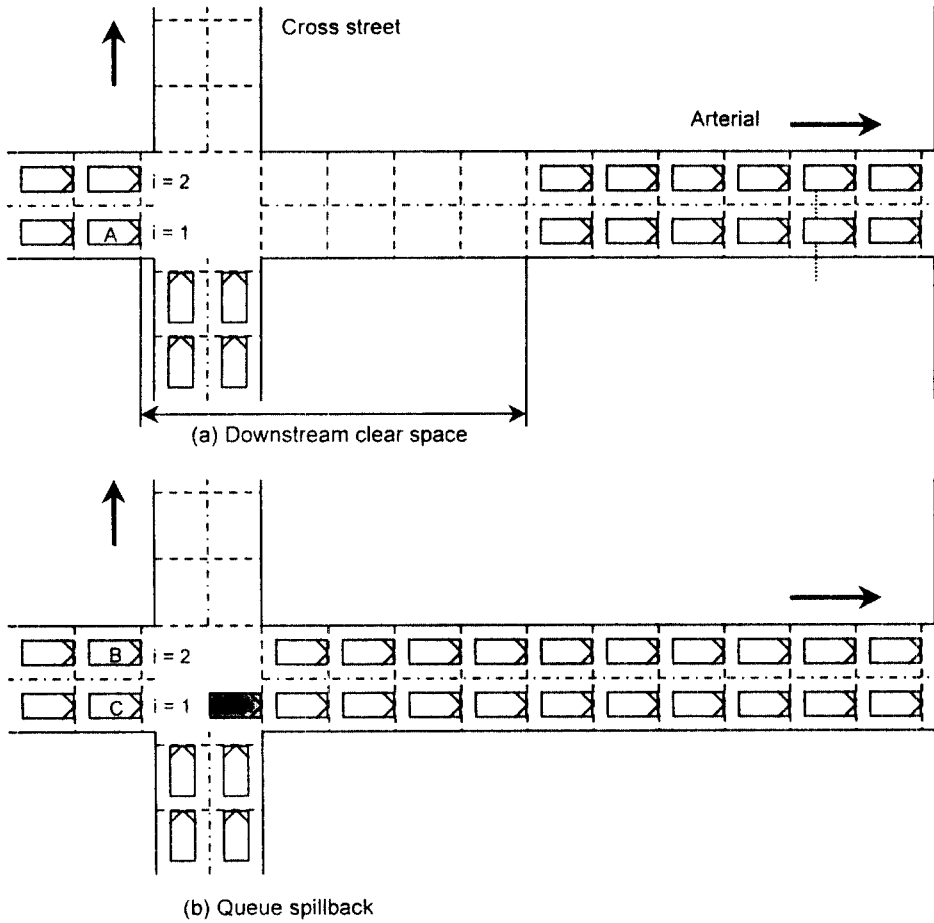 Cross street
Arterial
i = 2
A i = 1
(a) Downstream clear space
B i = 2
C i = 1
(b) Queue spillback